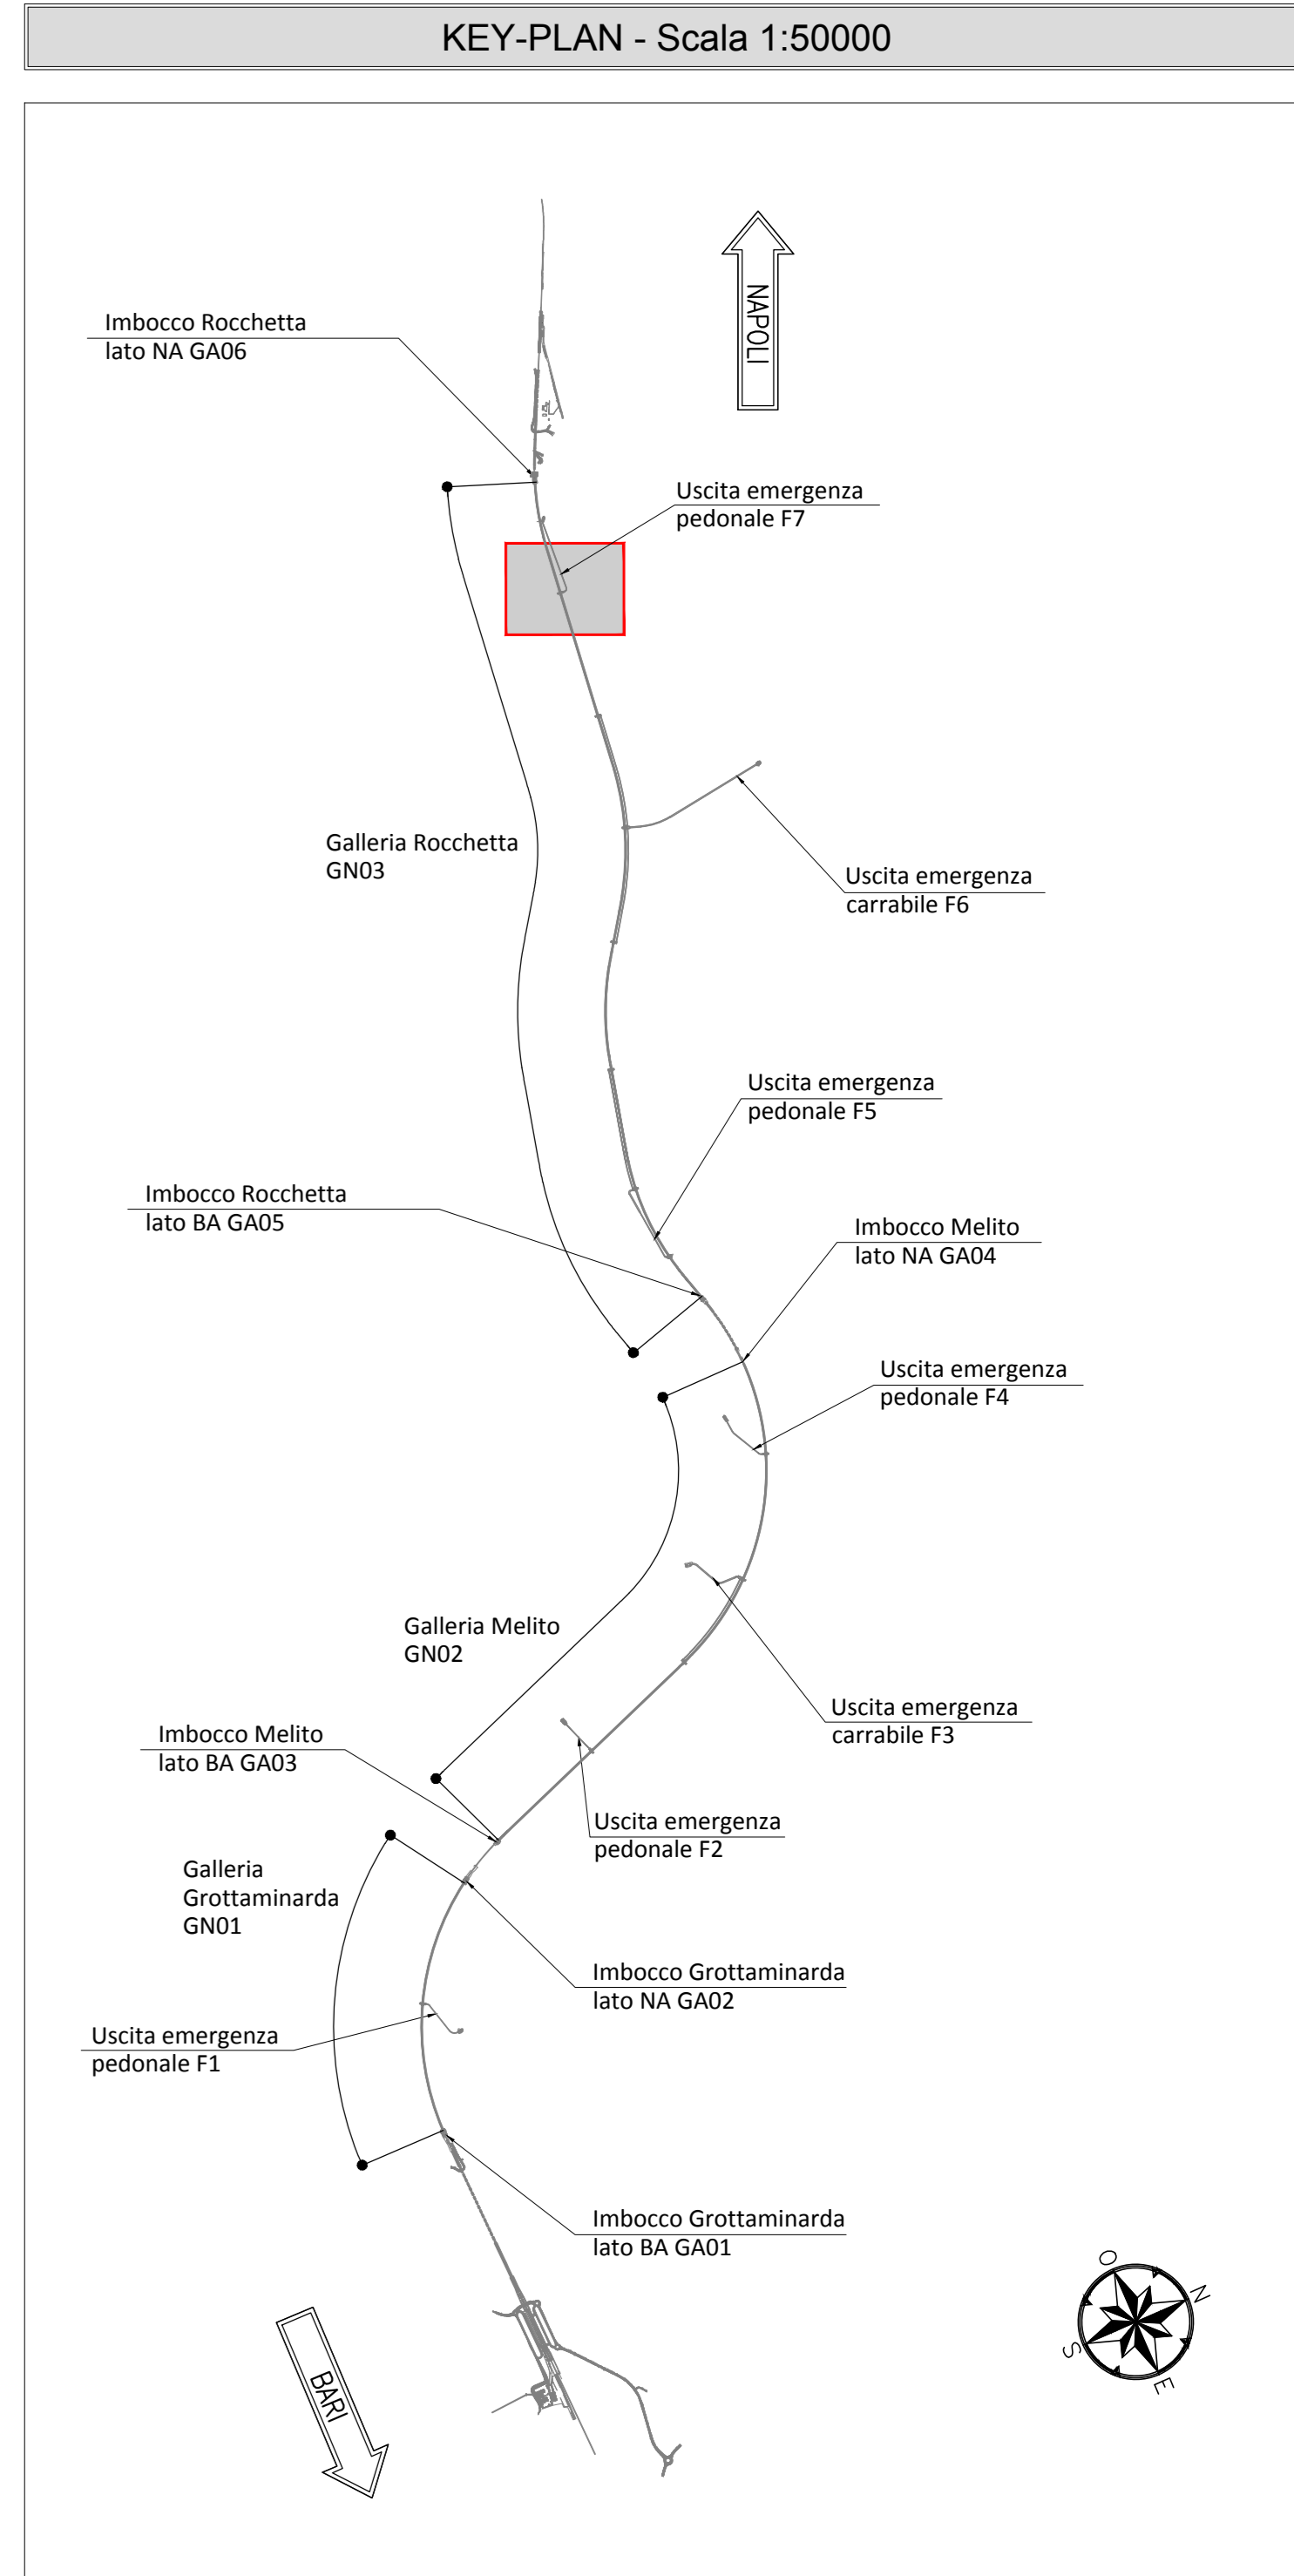 KEY-PLAN - Scala 1:50000
NAPOLI
Imbocco Rocchetta
lato NA GA06
Uscita emergenza
pedonale F7
Galleria Rocchetta
GN03
Uscita emergenza
carrabile F6
Uscita emergenza
pedonale F5
Imbocco Rocchetta
lato BA GA05
Imbocco Melito
lato NA GA04
Uscita emergenza
pedonale F4
Galleria Melito
GN02
Uscita emergenza
carrabile F3
Imbocco Melito
lato BA GA03
Uscita emergenza
pedonale F2
Galleria
Grottaminarda
GN01
Imbocco Grottaminarda
lato NA GA02
Uscita emergenza
pedonale F1
Imbocco Grottaminarda
lato BA GA01
O
N
S
E
BARI